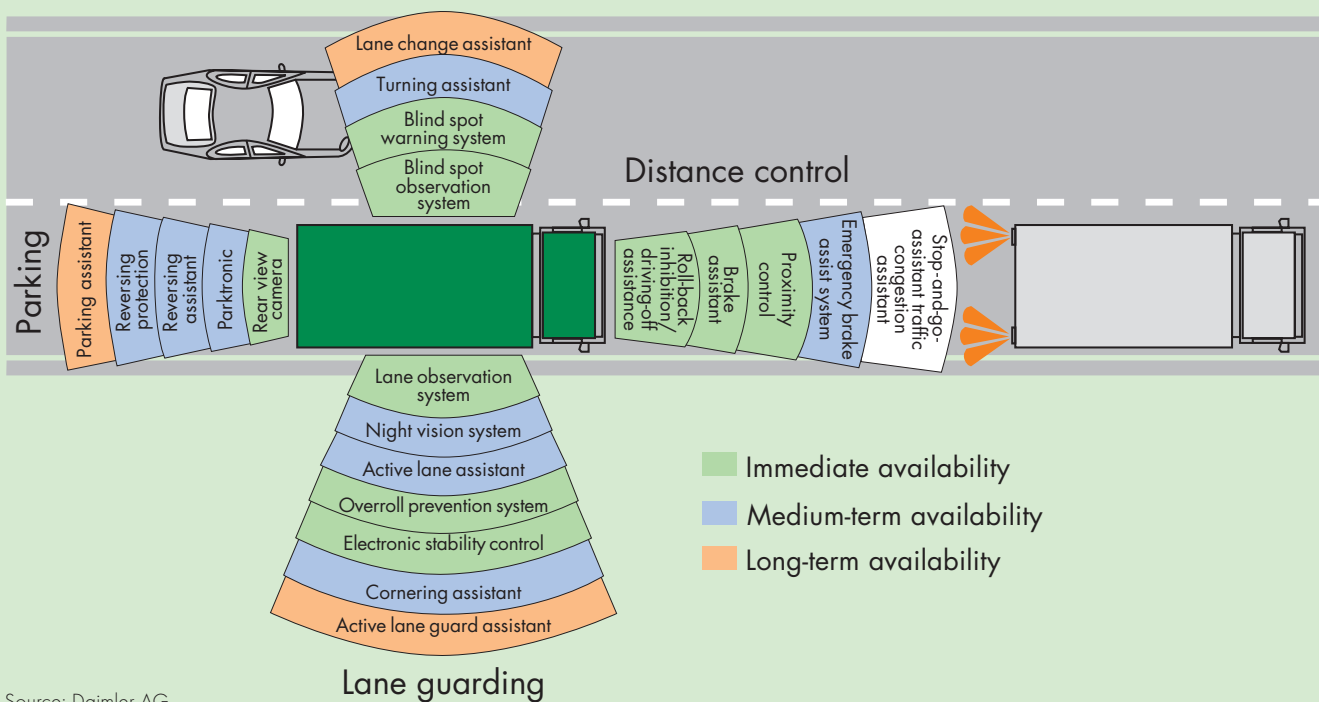 Lane change assistant
Turning assistant
Blind spot
warning system
Blind spot
observation
system
Distance control
Parking
Parking assistant
Reversing
protection
Reversing
assistant
Parktronic
Rear view
camera
Roll-back
inhibition/
driving-off
assistance
Brake
assistant
Proximity
control
Emergency brake
assist system
Stop-and-go-
assistant traffic
congestion
assistant
Lane observation
system
Night vision system
Active lane assistant
Overroll prevention system
Electronic stability control
Cornering assistant
Active lane guard assistant
Lane guarding
Immediate availability
Medium-term availability
Long-term availability
Source: Daimler AG